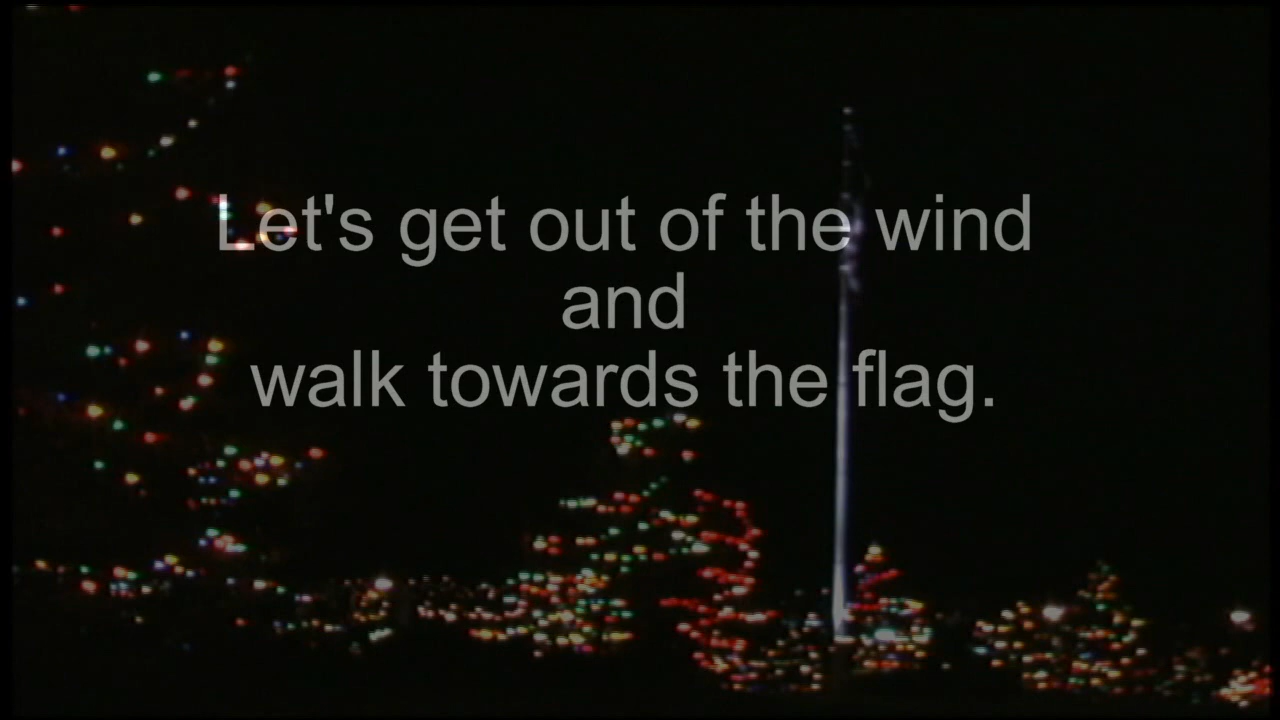 Let's get out of the wind
and
walk towards the flag.